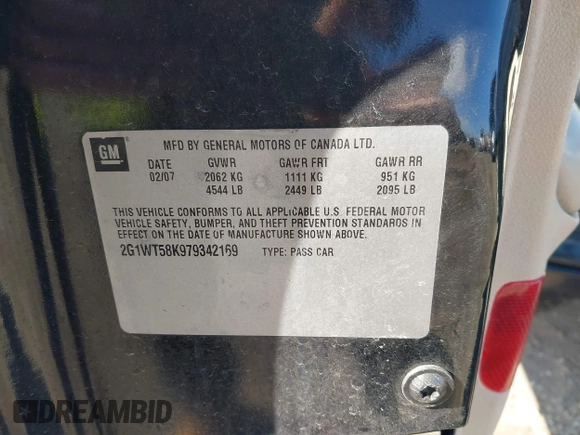 GM
MFD BY GENERAL MOTORS OF CANADA LTD.
DATE GVWR GAWR FRT GAWR RR
02/07 2062 KG 1111 KG 951 KG
4544 LB 2449 LB 2095 LB
THIS VEHICLE CONFORMS TO ALL APPLICABLE U.S. FEDERAL MOTOR
VEHICLE SAFETY, BUMPER, AND THEFT PREVENTION STANDARDS IN
EFFECT ON THE DATE OF MANUFACTURE SHOWN ABOVE.
2G1WT58K979342169 TYPE: PASS CAR
DREAMBID